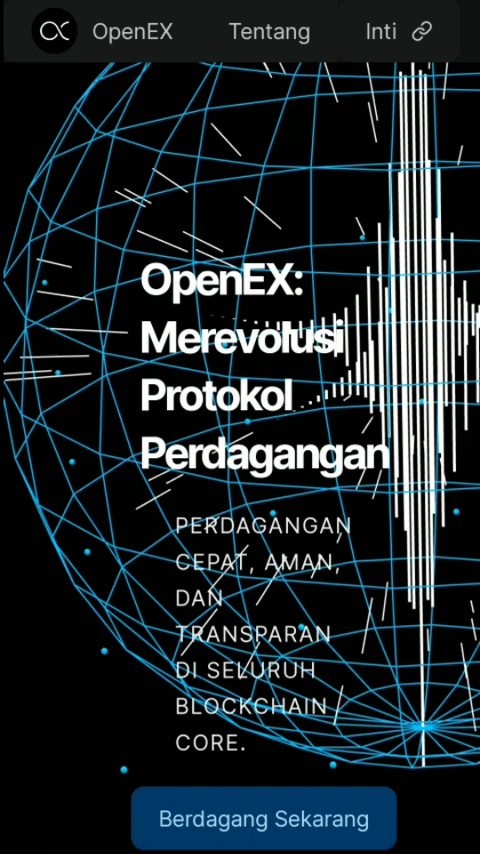 OpenEX
Tentang
Inti
OpenEX:
Merevolusi
Protokol
Perdagangan
PERDAGANGAN
CEPAT, AMAN,
DAN
TRANSPARAN
DI SELURUH
BLOCKCHAIN
CORE.
Berdagang Sekarang